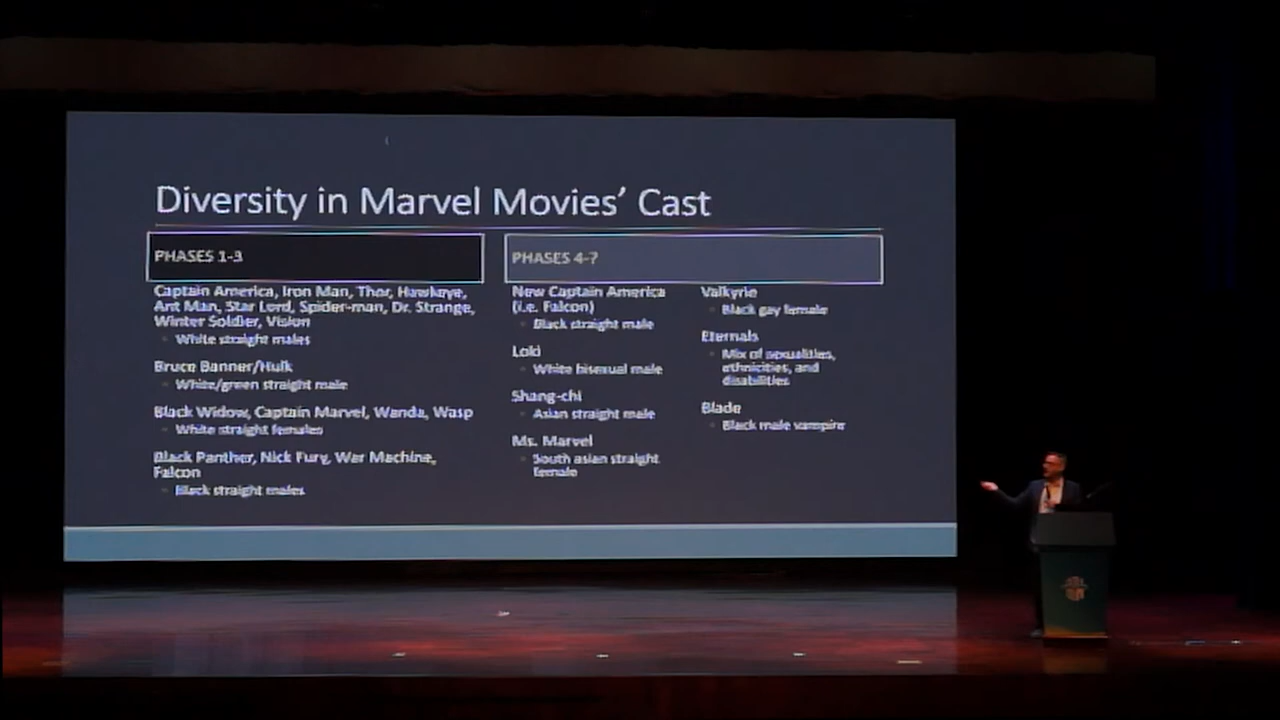 Diversity in Marvel Movies' Cast
PHASES 1-3
Captain America, Iron Man, Thor, Hawkeye,
Ant Man, Star Lord, Spider-man, Dr. Strange,
Winter Soldier, Vision
White straight males
Bruce Banner/Hulk
White/green straight male
Black Widow, Captain Marvel, Wanda, Wasp
White straight females
Black Panther, Nick Fury, War Machine,
Falcon
Black straight males
PHASES 4-?
New Captain America
(i.e. Falcon)
Black straight male
Loki
White bisexual male
Shang-chi
Asian straight male
Ms. Marvel
South asian straight
female
Valkyrie
Black gay female
Eternals
Mix of sexualities,
ethnicities, and
disabilities
Blade
Black male vampire